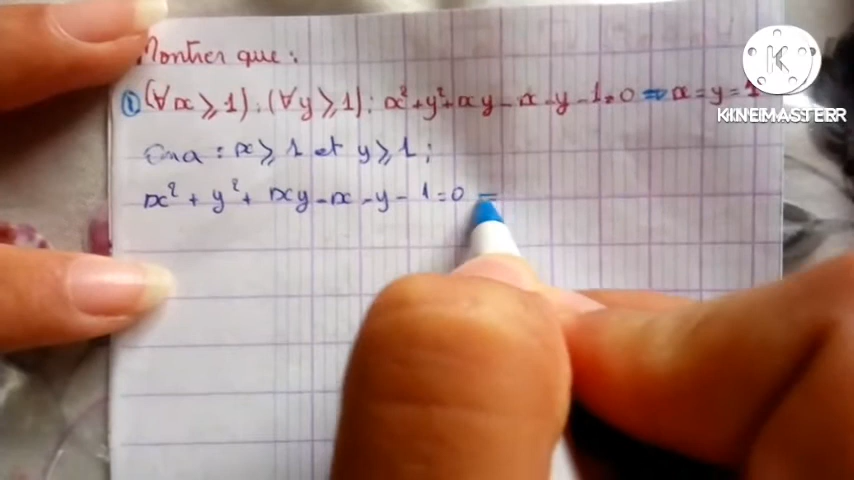 Montrer que :
① (∀x ⩾ 1) ; (∀y ⩾ 1) : x² + y² + xy - x - y - 1 = 0 ⇒ x = y = 1
On a : x ⩾ 1 et y ⩾ 1 ;
x² + y² + xy - x - y - 1 = 0 =
K
KINEMASTER